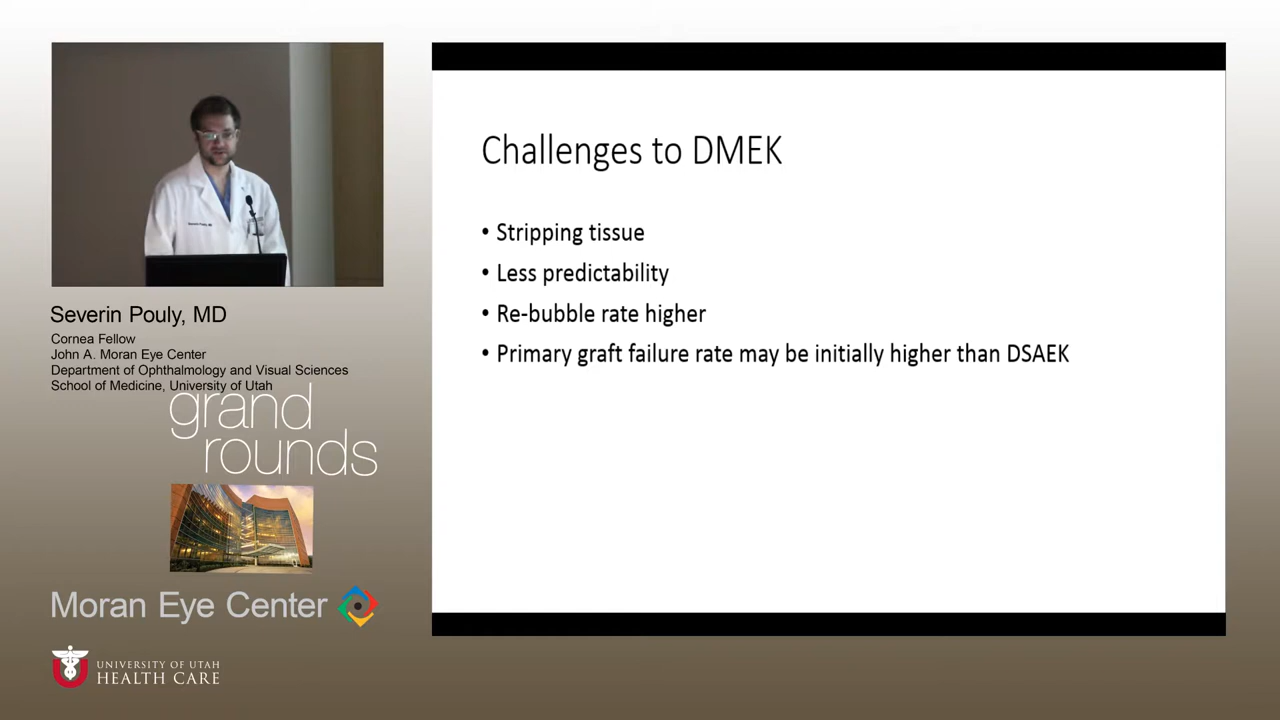 Challenges to DMEK
• Stripping tissue
• Less predictability
• Re-bubble rate higher
• Primary graft failure rate may be initially higher than DSAEK
Severin Pouly, MD
Cornea Fellow
John A. Moran Eye Center
Department of Ophthalmology and Visual Sciences
School of Medicine, University of Utah
grand
rounds
Moran Eye Center
UNIVERSITY OF UTAH
HEALTH CARE